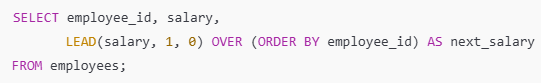 SELECT employee_id, salary,
       LEAD(salary, 1, 0) OVER (ORDER BY employee_id) AS next_salary
FROM employees;